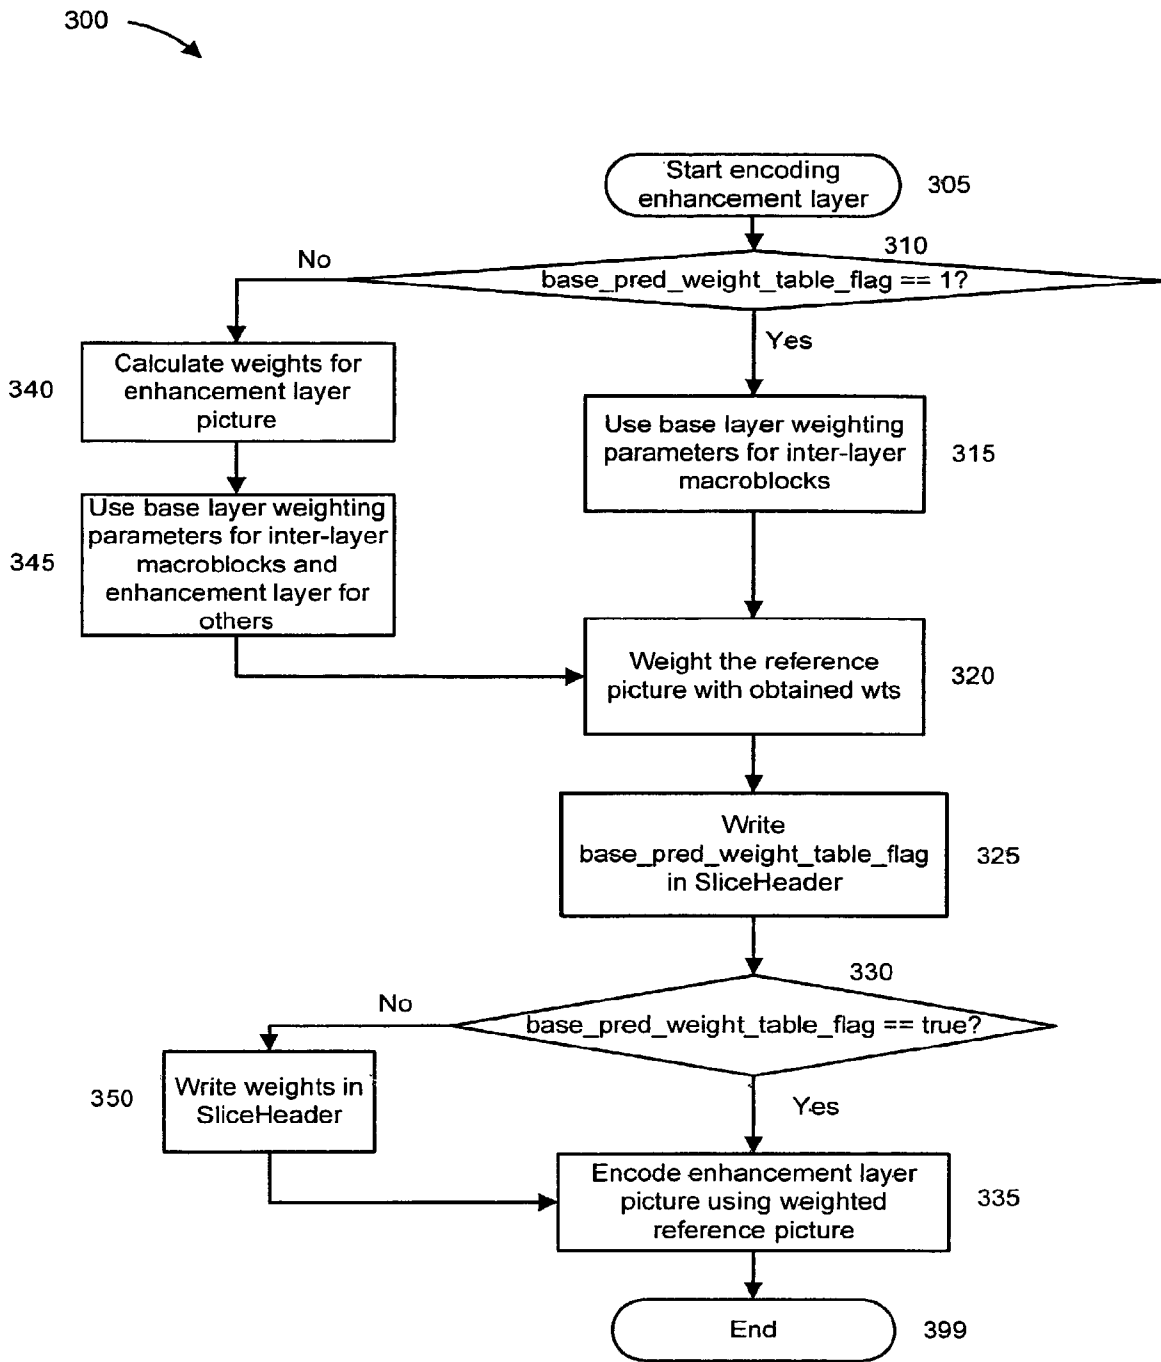 300
Start encoding
enhancement layer
305
310
No
base_pred_weight_table_flag == 1?
Yes
Calculate weights for
enhancement layer
picture
340
Use base layer weighting
parameters for inter-layer
macroblocks
315
Use base layer weighting
parameters for inter-layer
macroblocks and
enhancement layer for
others
345
Weight the reference
picture with obtained wts
320
Write
base_pred_weight_table_flag
in SliceHeader
325
330
No
base_pred_weight_table_flag == true?
Yes
Write weights in
SliceHeader
350
Encode enhancement layer
picture using weighted
reference picture
335
End
399